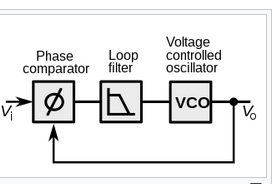 Phase
comparator
Loop
filter
Voltage
controlled
oscillator
Vi
ϕ
VCO
Vo